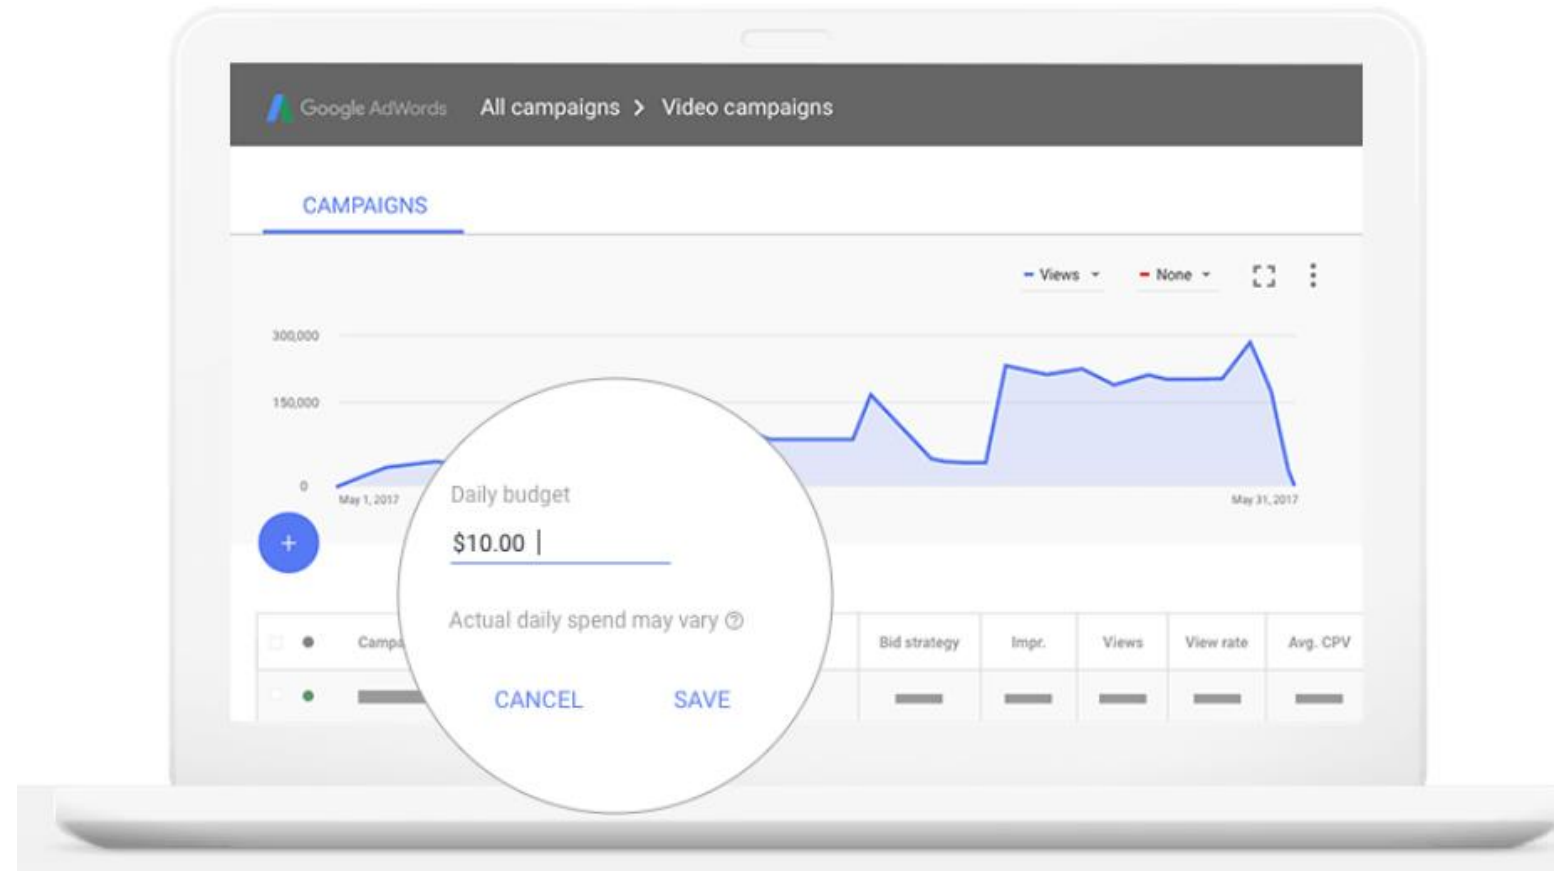 Google AdWords All campaigns > Video campaigns
CAMPAIGNS
Views None
300,000
150,000
0
May 1, 2017 May 31, 2017
Daily budget
$10.00
+
Actual daily spend may vary
Bid strategy Impr. Views View rate Avg. CPV
CANCEL SAVE